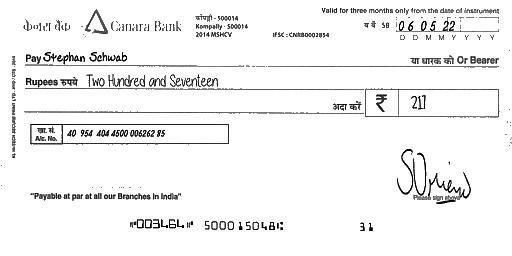 केनरा बैंक Canara Bank
कोंपल्ली - 500014
Kompally - 500014
2014 MSHCV
IFSC : CNRB0002854
Valid for three months only from the date of instrument
SB 06 05 22
D D M M Y Y Y Y
Pay Stephan Schwab या धारक को Or Bearer
Rupees रुपये Two Hundred and Seventeen
अदा करें ₹ 217
खा. सं.
A/c. No.
40 954 404 4500 006262 85
Please sign above
"Payable at par at all our Branches in India"
⑈003464⑈ 500015048⑆ 31